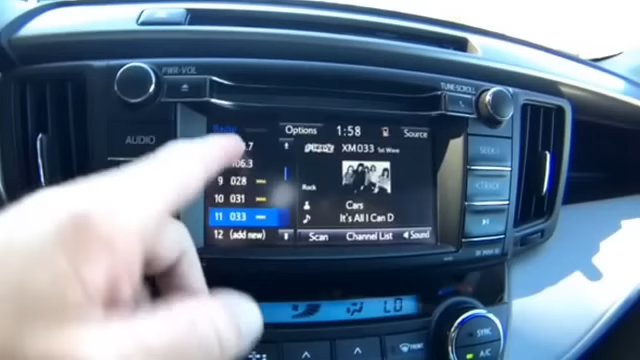 PWR·VOL
TUNE·SCROLL
AUDIO
Options
1:58
Source
XM033 1st Wave
106.3
9 028
10 031
11 033
12 (add new)
Rock
Cars
It's All I Can D
Scan
Channel List
Sound
SEEK
TRACK
LO
SYNC
A/C